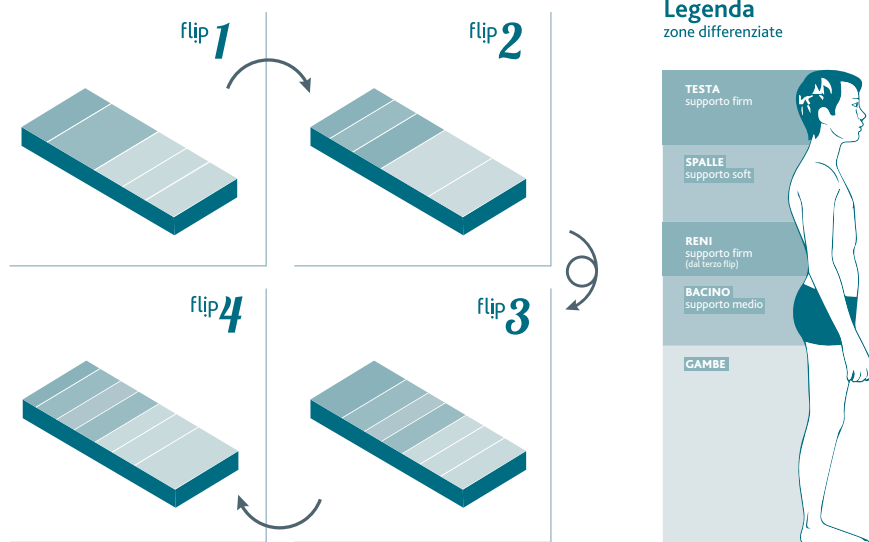 flip 1
flip 2
flip 3
flip 4
Legenda
zone differenziate
TESTA
supporto firm
SPALLE
supporto soft
RENI
supporto firm
(dal terzo flip)
BACINO
supporto medio
GAMBE